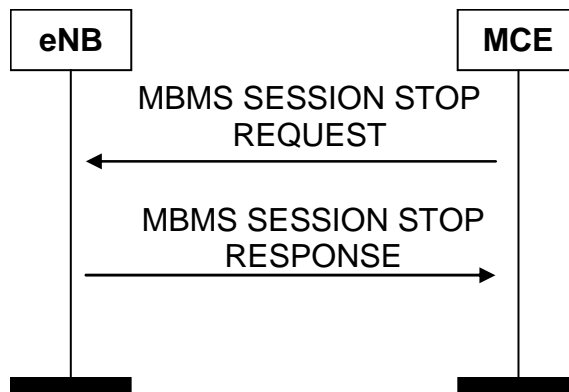 eNB
MCE
MBMS SESSION STOP
REQUEST
MBMS SESSION STOP
RESPONSE